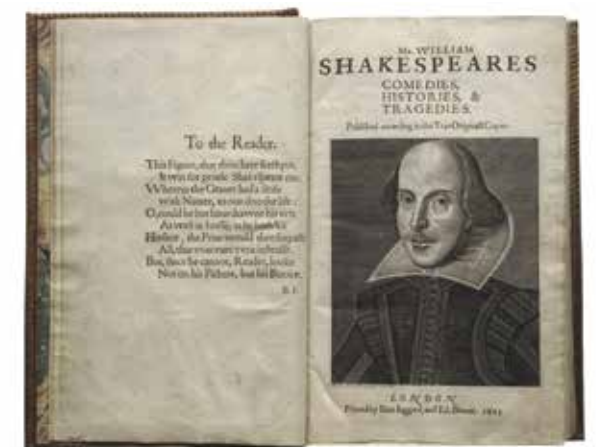 To the Reader.
This Figure, that thou here seest put,
It was for gentle Shakespeare cut;
Wherein the Grauer had a strife
with Nature, to out-doo the life :
O, could he but haue drawne his wit
As well in brasse, as he hath hit
His face, the Print would then surpasse
All, that was euer in brasse.
But, since he cannot, Reader, looke
Not on his Picture, but his Booke.
B. I.
Mr. WILLIAM
SHAKESPEARES
COMEDIES,
HISTORIES, &
TRAGEDIES.
Published according to the True Originall Copies.
LONDON
Printed by Isaac Iaggard, and Ed. Blount. 1623